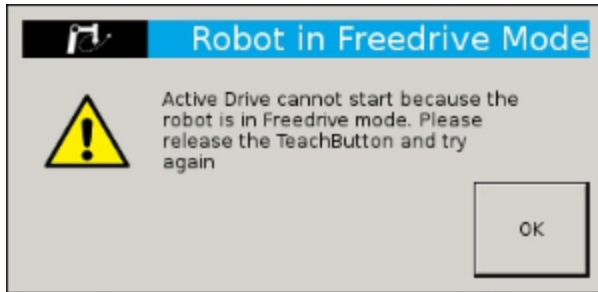 Robot in Freedrive Mode
Active Drive cannot start because the
robot is in Freedrive mode. Please
release the TeachButton and try
again
OK